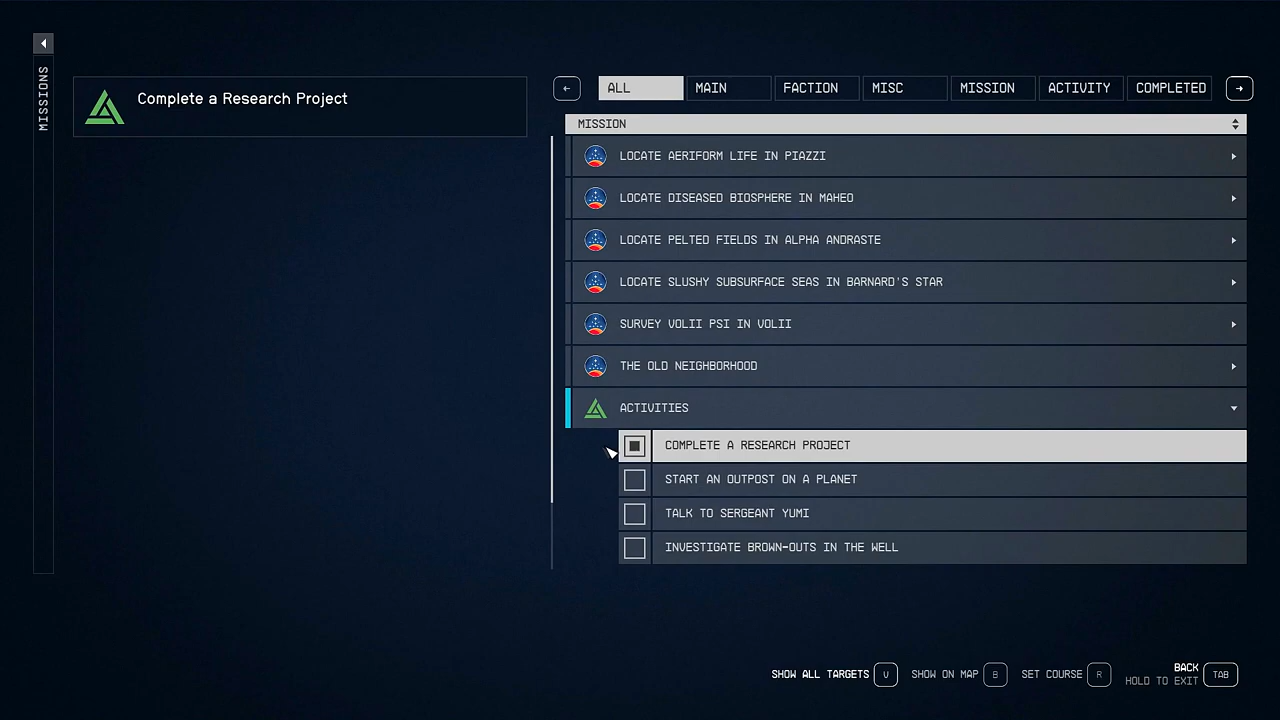 MISSIONS
Complete a Research Project
ALL MAIN FACTION MISC MISSION ACTIVITY COMPLETED
MISSION
LOCATE AERIFORM LIFE IN PIAZZI
LOCATE DISEASED BIOSPHERE IN MAHEO
LOCATE PELTED FIELDS IN ALPHA ANDRASTE
LOCATE SLUSHY SUBSURFACE SEAS IN BARNARD'S STAR
SURVEY VOLII PSI IN VOLII
THE OLD NEIGHBORHOOD
ACTIVITIES
COMPLETE A RESEARCH PROJECT
START AN OUTPOST ON A PLANET
TALK TO SERGEANT YUMI
INVESTIGATE BROWN-OUTS IN THE WELL
SHOW ALL TARGETS V SHOW ON MAP B SET COURSE R BACK TAB
HOLD TO EXIT